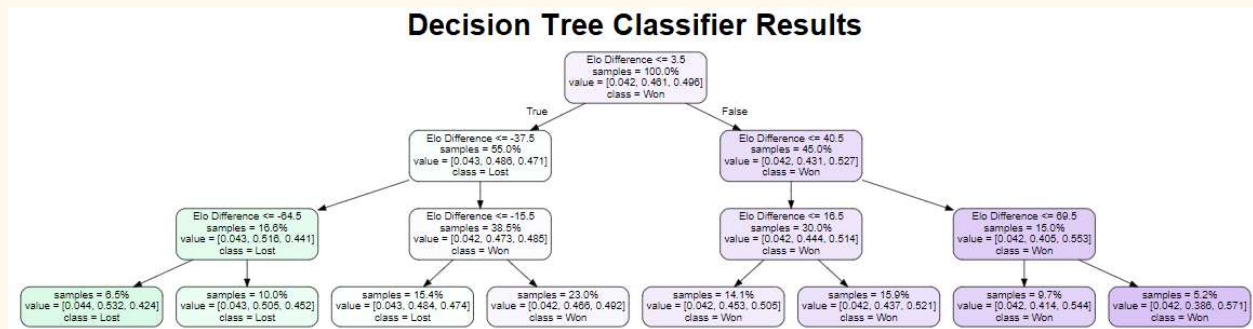 Decision Tree Classifier Results
Elo Difference <= 3.5
samples = 100.0%
value = [0.042, 0.461, 0.496]
class = Won
True
False
Elo Difference <= -37.5
samples = 55.0%
value = [0.043, 0.486, 0.471]
class = Lost
Elo Difference <= 40.5
samples = 45.0%
value = [0.042, 0.431, 0.527]
class = Won
Elo Difference <= -64.5
samples = 16.6%
value = [0.043, 0.516, 0.441]
class = Lost
Elo Difference <= -15.5
samples = 38.5%
value = [0.042, 0.473, 0.485]
class = Won
Elo Difference <= 16.5
samples = 30.0%
value = [0.042, 0.444, 0.514]
class = Won
Elo Difference <= 69.5
samples = 15.0%
value = [0.042, 0.405, 0.553]
class = Won
samples = 6.5%
value = [0.044, 0.532, 0.424]
class = Lost
samples = 10.0%
value = [0.043, 0.505, 0.452]
class = Lost
samples = 15.4%
value = [0.043, 0.484, 0.474]
class = Lost
samples = 23.0%
value = [0.042, 0.466, 0.492]
class = Won
samples = 14.1%
value = [0.042, 0.453, 0.505]
class = Won
samples = 15.9%
value = [0.042, 0.437, 0.521]
class = Won
samples = 9.7%
value = [0.042, 0.414, 0.544]
class = Won
samples = 5.2%
value = [0.042, 0.386, 0.571]
class = Won